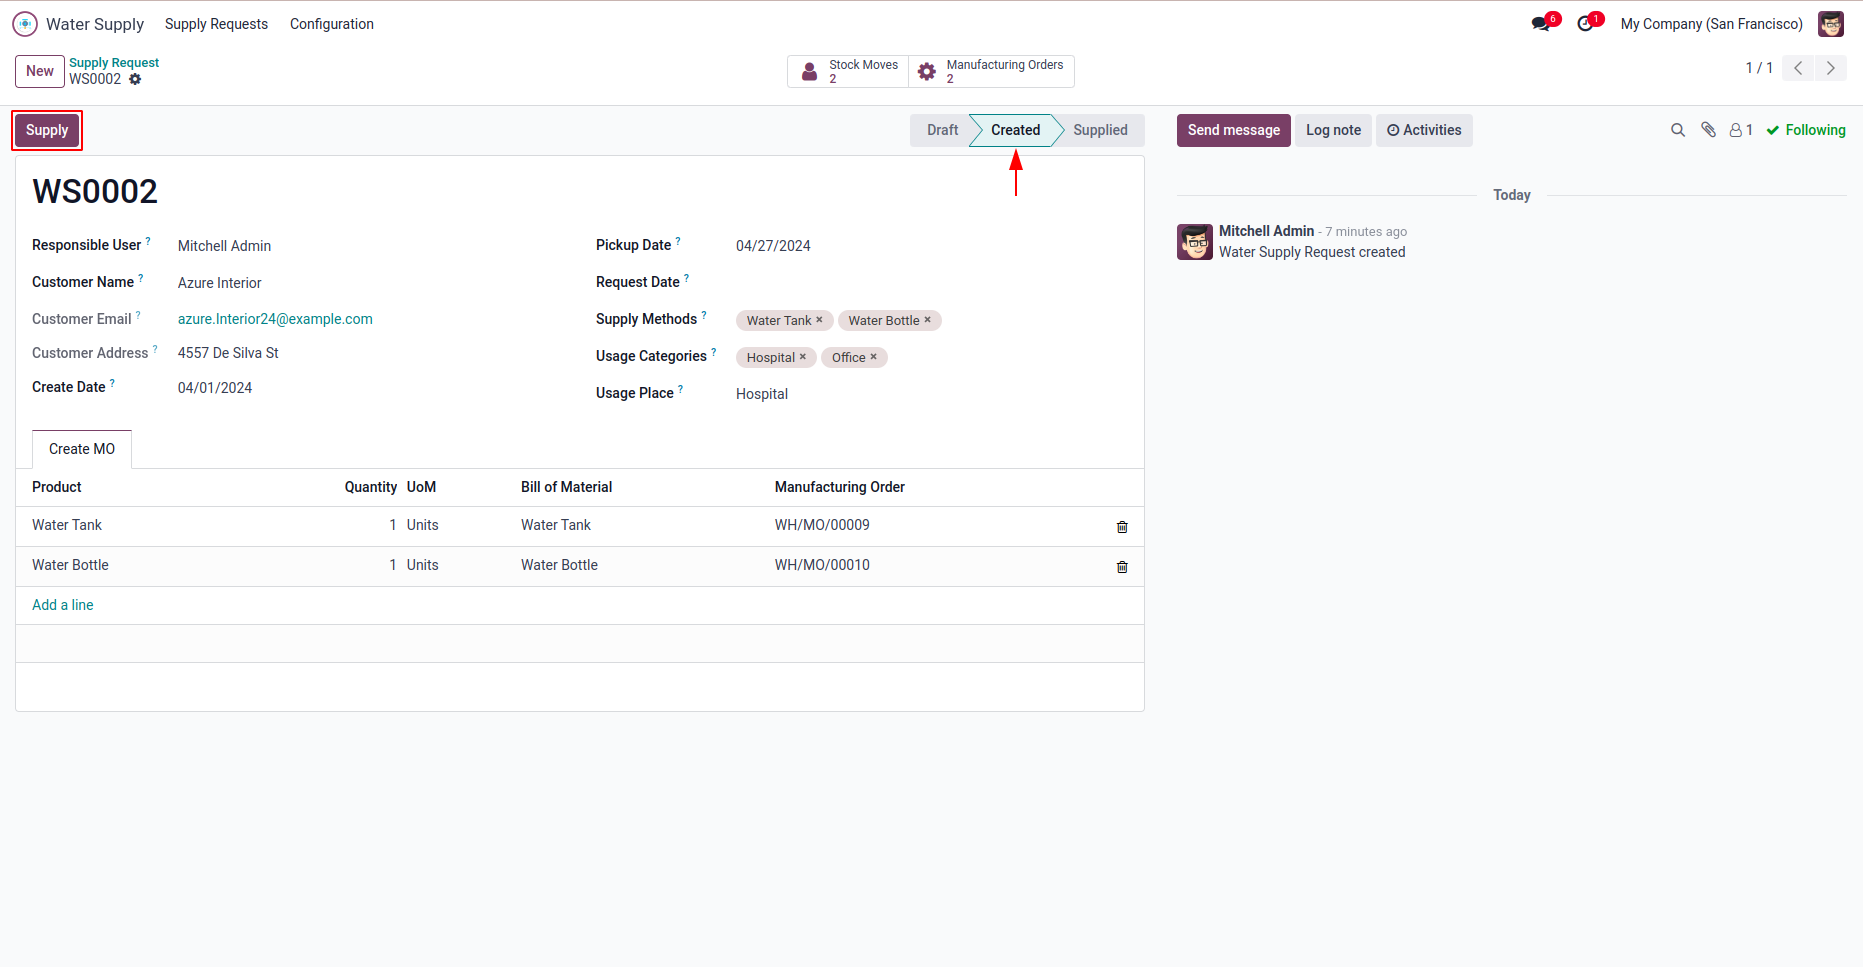 Water Supply Supply Requests Configuration 6 1 My Company (San Francisco)
New Supply Request
WS0002
Stock Moves
2
Manufacturing Orders
2
1 / 1
Supply
Draft Created Supplied
Send message Log note Activities 1 Following
WS0002
Responsible User ? Mitchell Admin
Customer Name ? Azure Interior
Customer Email ? azure.Interior24@example.com
Customer Address ? 4557 De Silva St
Create Date ? 04/01/2024
Pickup Date ? 04/27/2024
Request Date ?
Supply Methods ? Water Tank × Water Bottle ×
Usage Categories ? Hospital × Office ×
Usage Place ? Hospital
Create MO
Product Quantity UoM Bill of Material Manufacturing Order
Water Tank 1 Units Water Tank WH/MO/00009
Water Bottle 1 Units Water Bottle WH/MO/00010
Add a line
Today
Mitchell Admin - 7 minutes ago
Water Supply Request created